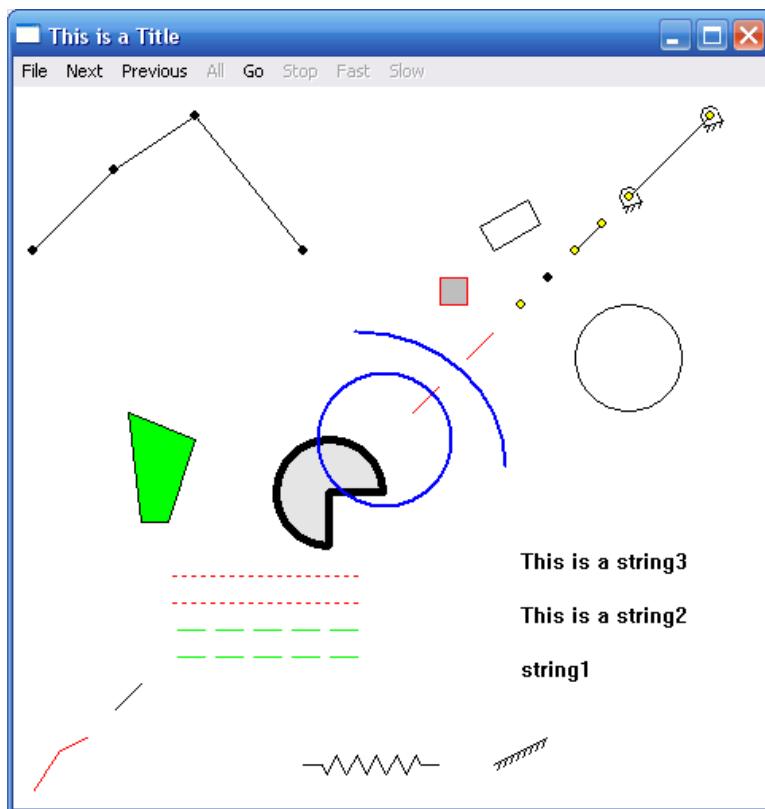 This is a Title
File Next Previous All Go Stop Fast Slow
This is a string3
This is a string2
string1